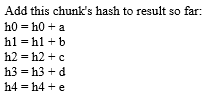 Add this chunk's hash to result so far:
h0 = h0 + a
h1 = h1 + b
h2 = h2 + c
h3 = h3 + d
h4 = h4 + e